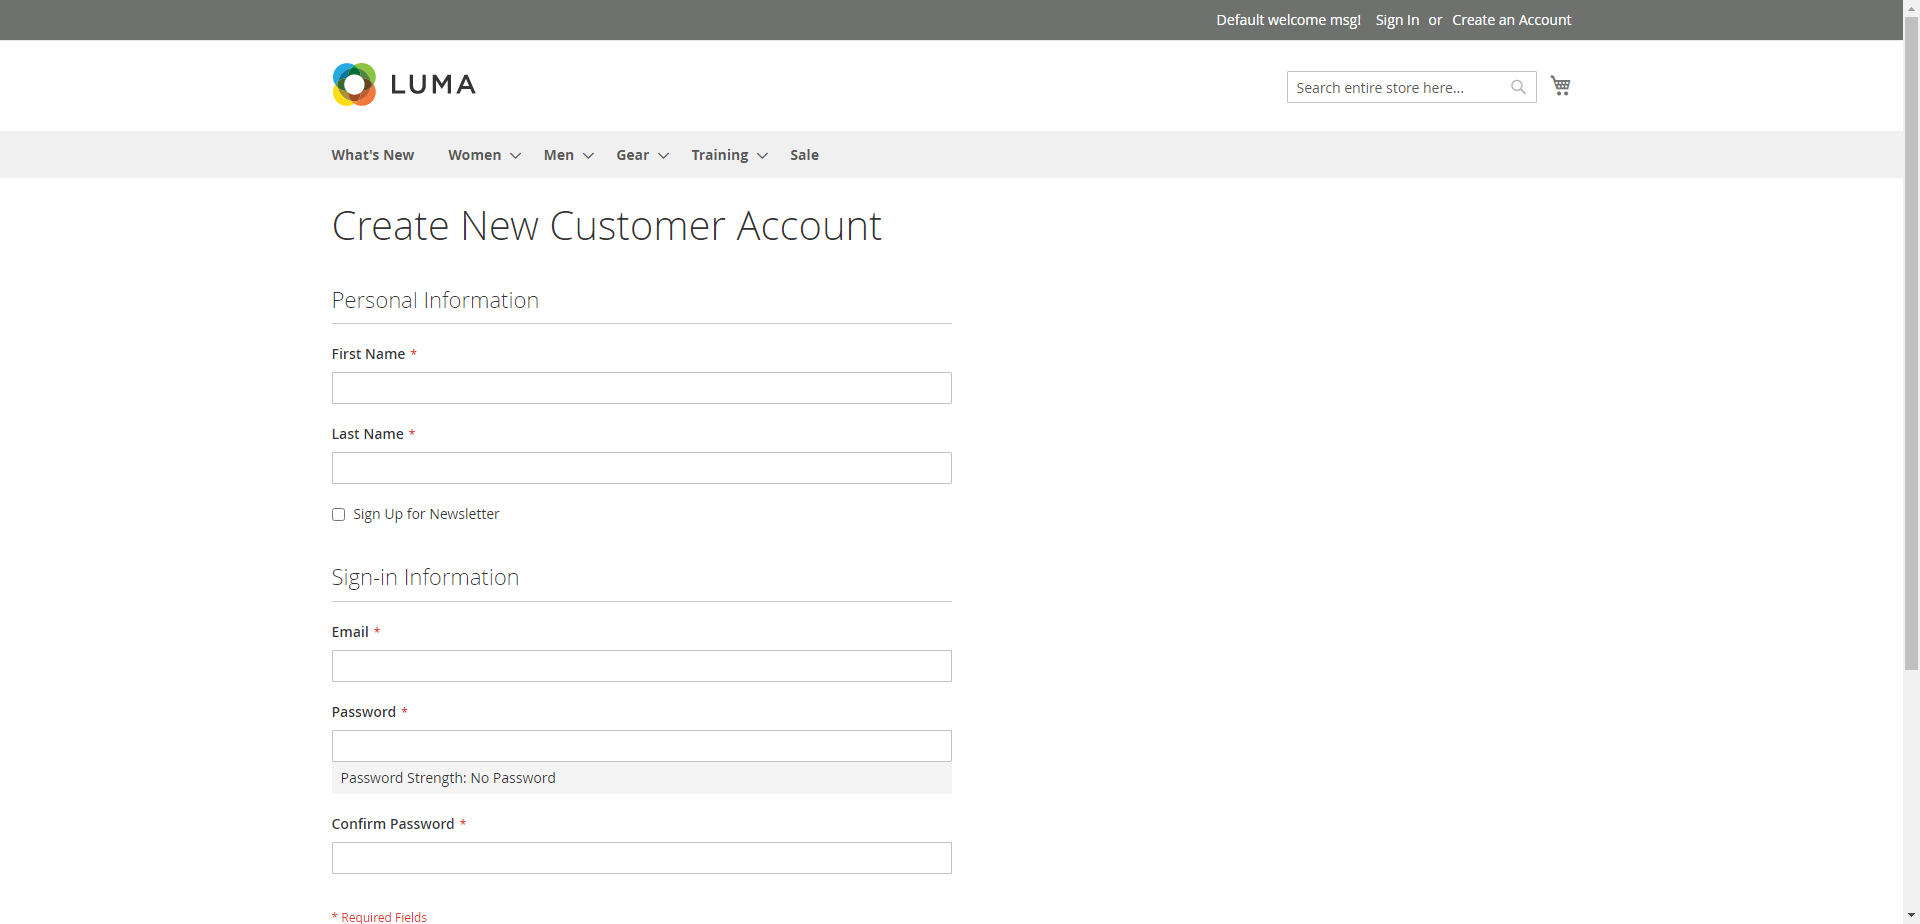 Default welcome msg! Sign In or Create an Account
LUMA
Search entire store here...
What's New Women Men Gear Training Sale
Create New Customer Account
Personal Information
First Name *
Last Name *
Sign Up for Newsletter
Sign-in Information
Email *
Password *
Password Strength: No Password
Confirm Password *
* Required Fields